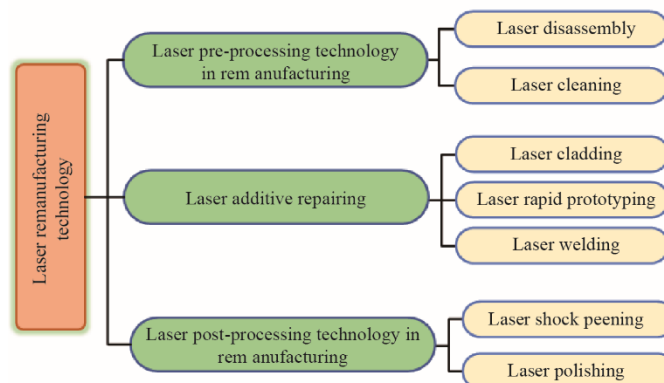 Laser remanufacturing
technology
Laser pre-processing technology
in rem anufacturing
Laser disassembly
Laser cleaning
Laser additive repairing
Laser cladding
Laser rapid prototyping
Laser welding
Laser post-processing technology in
rem anufacturing
Laser shock peening
Laser polishing